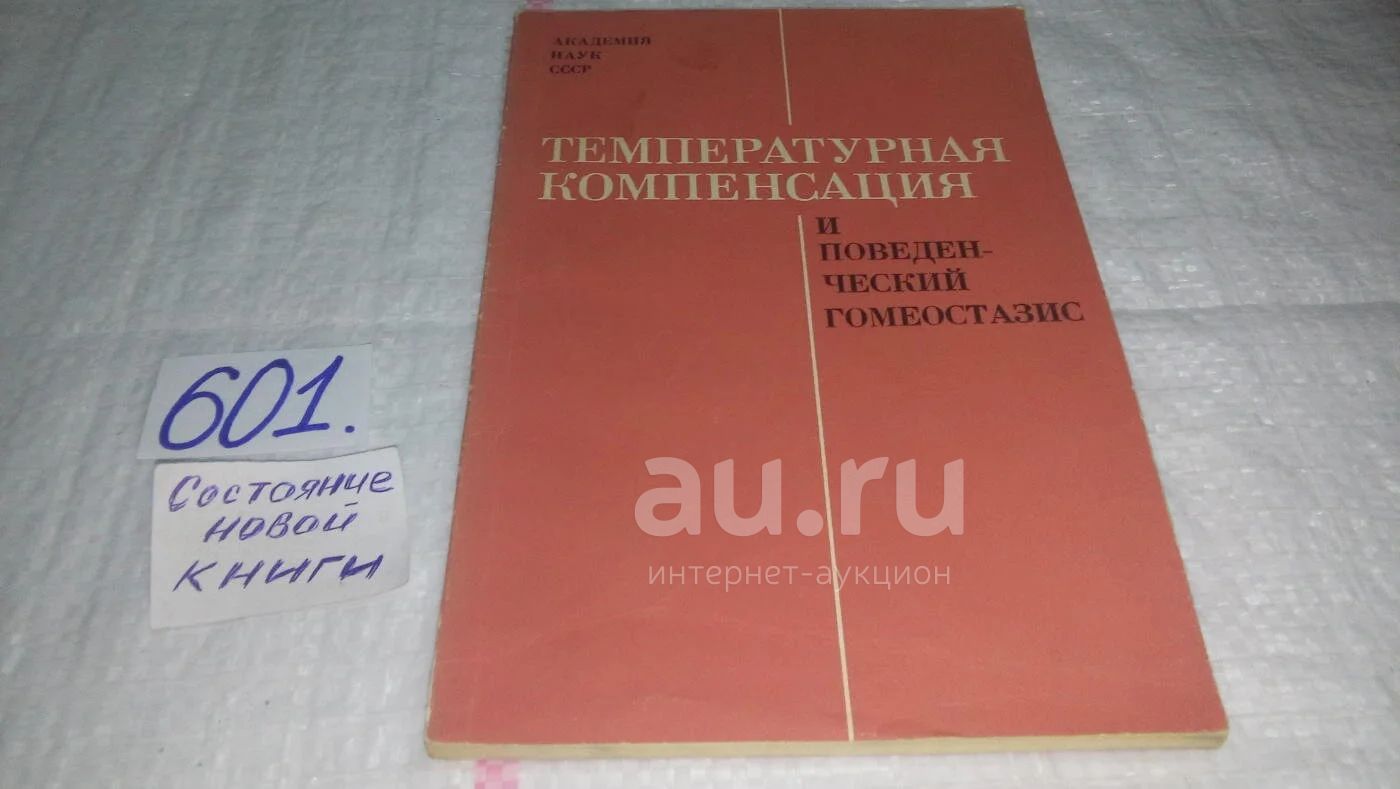 АКАДЕМИЯ
НАУК
СССР
ТЕМПЕРАТУРНАЯ
КОМПЕНСАЦИЯ
И
ПОВЕДЕН-
ЧЕСКИЙ
ГОМЕОСТАЗИС
601.
Состояние
новой
книги
au.ru
интернет-аукцион